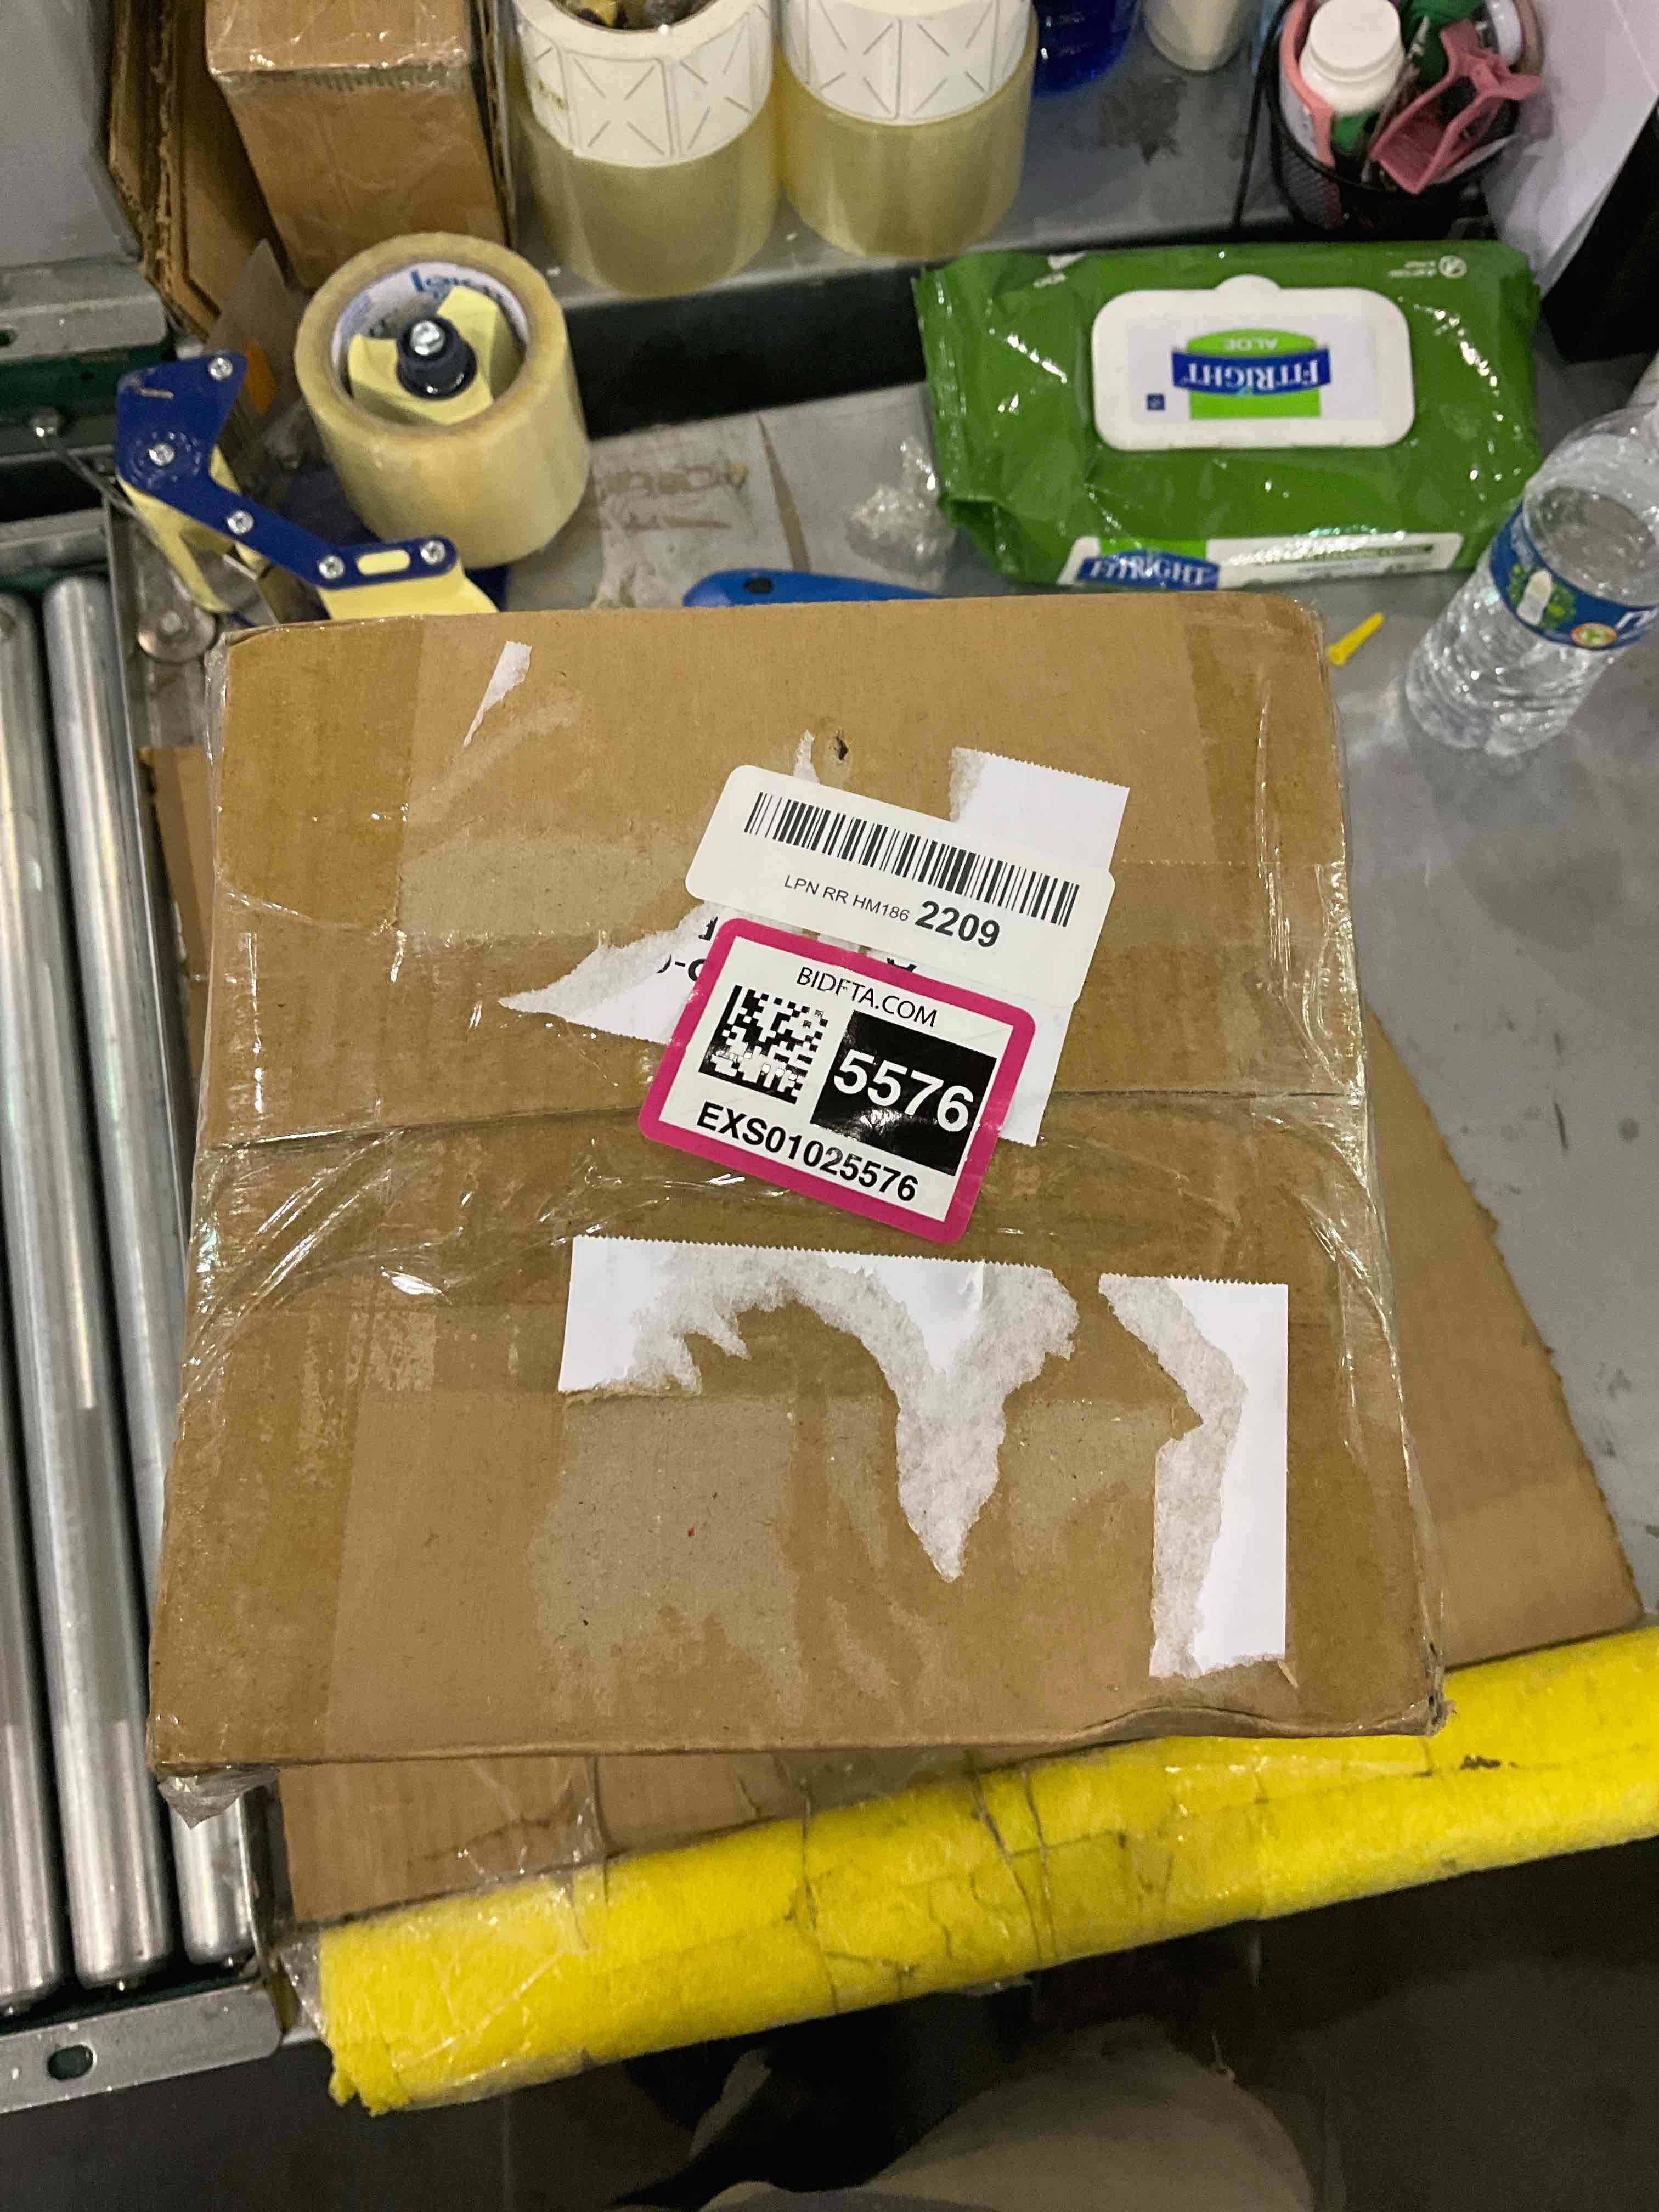 ALOE
FITRIGHT
FITRIGHT
LPN RR HM186 2209
BIDFTA.COM
5576
EXS01025576